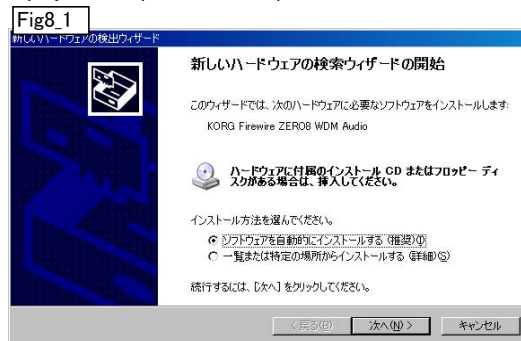 Fig8_1
新しいハードウェアの検出ウィザード
新しいハードウェアの検索ウィザードの開始
このウィザードでは、次のハードウェアに必要なソフトウェアをインストールします:
KORG Firewire ZERO8 WDM Audio
ハードウェアに付属のインストール CD またはフロッピー ディ
スクがある場合は、挿入してください。
インストール方法を選んでください。
ソフトウェアを自動的にインストールする (推奨)(I)
一覧または特定の場所からインストールする (詳細)(S)
続行するには、[次へ] をクリックしてください。
< 戻る(B) 次へ(N) > キャンセル